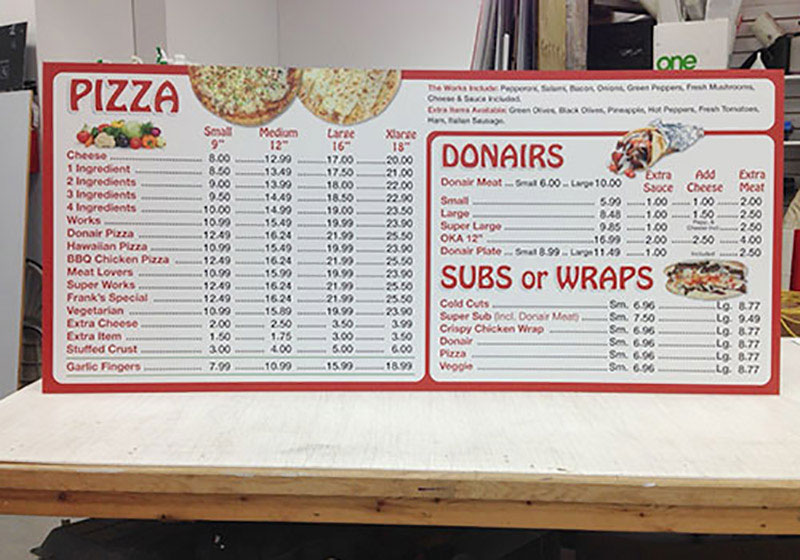 PIZZA
Small Medium Large Xlarge
9" 12" 16" 18"
Cheese 8.00 12.99 17.00 20.00
1 Ingredient 8.50 13.49 17.50 21.00
2 Ingredients 9.00 13.99 18.00 22.00
3 Ingredients 9.50 14.49 18.50 22.90
4 Ingredients 10.00 14.99 19.00 23.50
Works 10.99 15.49 19.99 23.90
Donair Pizza 12.49 16.24 21.99 25.50
Hawaiian Pizza 10.99 15.49 19.99 23.90
BBQ Chicken Pizza 12.49 16.24 21.99 25.50
Meat Lovers 10.99 15.99 19.99 23.90
Super Works 12.49 16.24 21.99 25.50
Frank's Special 12.49 16.24 21.99 25.50
Vegetarian 10.99 15.89 19.99 23.90
Extra Cheese 2.00 2.50 3.50 3.99
Extra Item 1.50 1.75 3.00 3.50
Stuffed Crust 3.00 4.00 5.00 6.00
Garlic Fingers 7.99 10.99 15.99 18.99
The Works Include: Pepperoni, Salami, Bacon, Onions, Green Peppers, Fresh Mushrooms,
Cheese & Sauce Included.
Extra Items Available: Green Olives, Black Olives, Pineapple, Hot Peppers, Fresh Tomatoes,
Ham, Italian Sausage.
DONAIRS
Extra Add Extra
Sauce Cheese Meat
Donair Meat ... Small 6.00 .. Large 10.00
Small 5.99 1.00 1.00 2.00
Large 8.48 1.00 1.50 2.50
Super Large 9.85 1.00 2.50
OKA 12" 16.99 2.00 2.50 4.00
Donair Plate Small 8.99 .. Large 11.49 1.00 Included 2.50
SUBS or WRAPS
Cold Cuts Sm. 6.96 Lg. 8.77
Super Sub (Incl. Donair Meat) Sm. 7.50 Lg. 9.49
Crispy Chicken Wrap Sm. 6.96 Lg. 8.77
Donair Sm. 6.96 Lg. 8.77
Pizza Sm. 6.96 Lg. 8.77
Veggie Sm. 6.96 Lg. 8.77
one